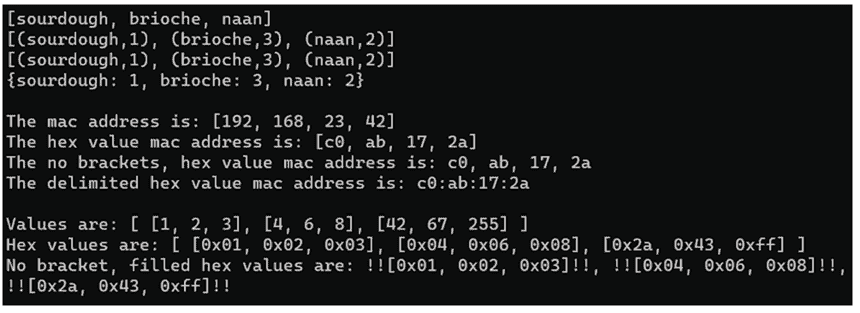 [sourdough, brioche, naan]
[(sourdough,1), (brioche,3), (naan,2)]
[(sourdough,1), (brioche,3), (naan,2)]
{sourdough: 1, brioche: 3, naan: 2}
The mac address is: [192, 168, 23, 42]
The hex value mac address is: [c0, ab, 17, 2a]
The no brackets, hex value mac address is: c0, ab, 17, 2a
The delimited hex value mac address is: c0:ab:17:2a
Values are: [ [1, 2, 3], [4, 6, 8], [42, 67, 255] ]
Hex values are: [ [0x01, 0x02, 0x03], [0x04, 0x06, 0x08], [0x2a, 0x43, 0xff] ]
No bracket, filled hex values are: !![0x01, 0x02, 0x03]!!, !![0x04, 0x06, 0x08]!!,
!![0x2a, 0x43, 0xff]!!